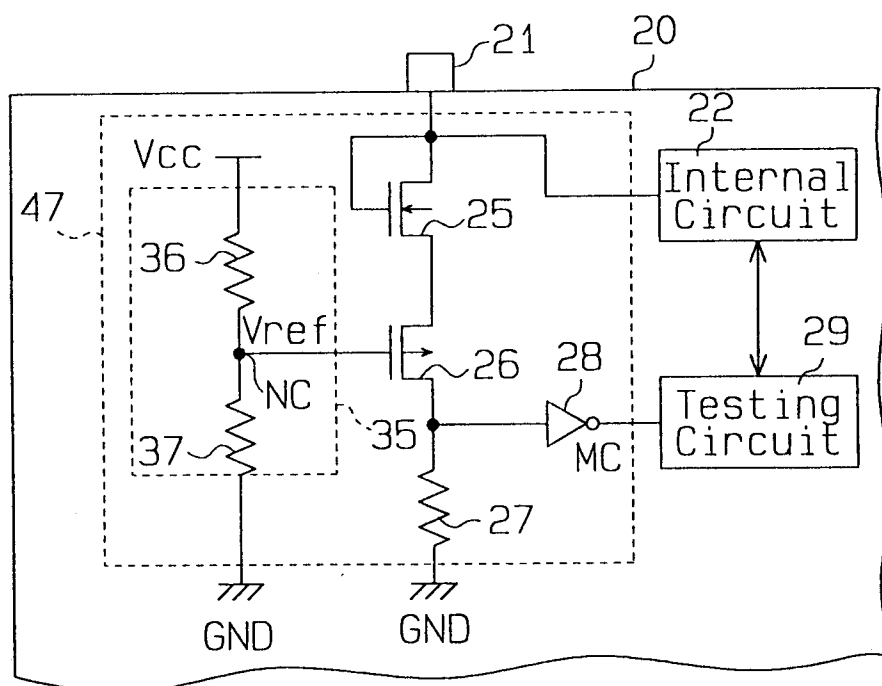 21
20
22
Vcc
Internal
Circuit
47
25
36
Vref
26
28
29
NC
35
Testing
Circuit
37
MC
27
GND
GND